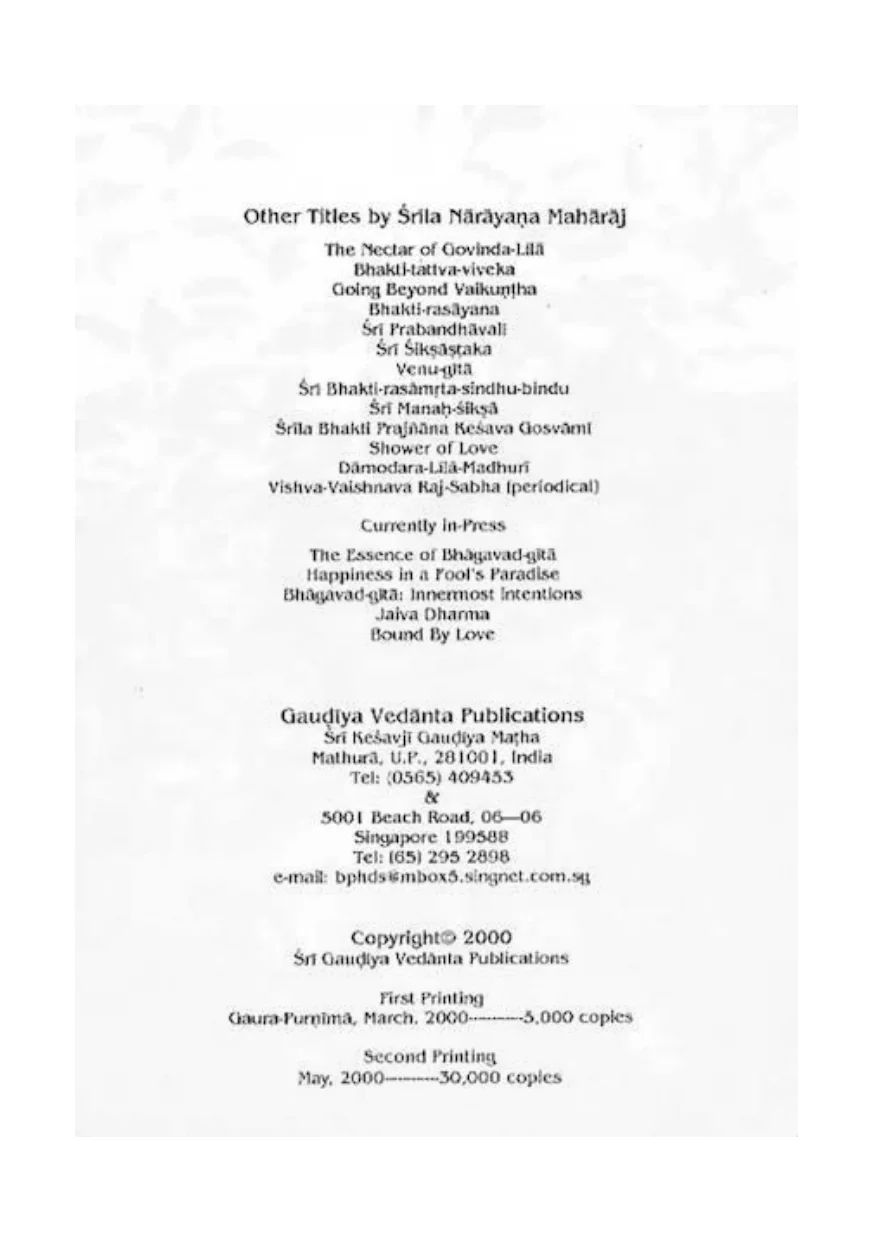 Other Titles by Śrīla Nārāyaṇa Mahārāj
The Nectar of Govinda-Līlā
Bhakti-tattva-viveka
Going Beyond Vaikuṇṭha
Bhakti-rasāyana
Śrī Prabandhāvalī
Śrī Śikṣāṣṭaka
Venu-gītā
Śrī Bhakti-rasāmṛta-sindhu-bindu
Śrī Manaḥ-śikṣā
Śrīla Bhakti Prajñāna Keśava Gosvāmī
Shower of Love
Dāmodara-Līlā-Madhurī
Vishva-Vaishnava Raj-Sabha (periodical)
Currently in-Press
The Essence of Bhāgavad-gītā
Happiness in a Fool's Paradise
Bhāgavad-gītā: Innermost Intentions
Jaiva Dharma
Bound By Love
Gauḍīya Vedānta Publications
Śrī Keśavjī Gauḍīya Maṭha
Mathurā, U.P., 281001, India
Tel: (0565) 409453
&
5001 Beach Road, 06—06
Singapore 199588
Tel: (65) 295 2898
e-mail: bphds@mbox5.singnet.com.sg
Copyright© 2000
Śrī Gauḍīya Vedānta Publications
First Printing
Gaura-Purṇīmā, March, 2000----------5,000 copies
Second Printing
May, 2000----------30,000 copies